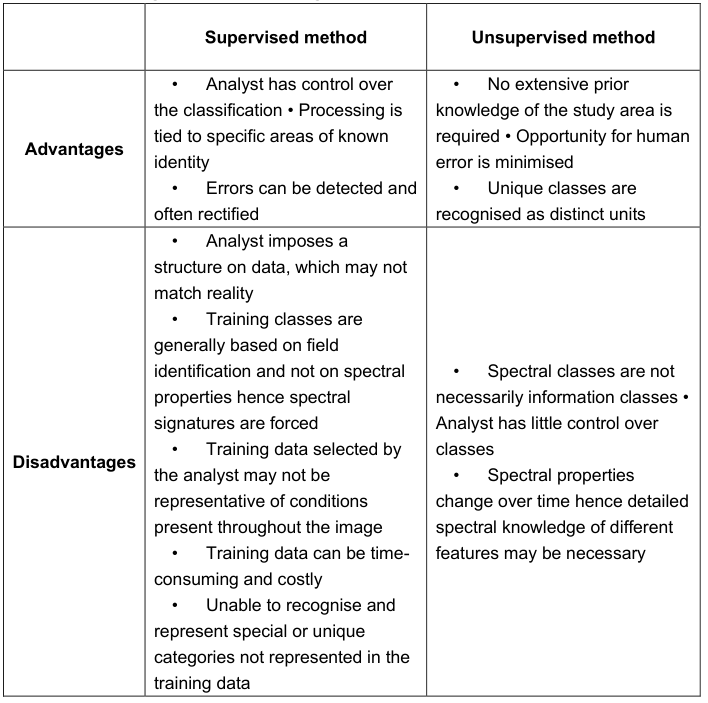 Supervised method
Unsupervised method
Advantages
• Analyst has control over
the classification • Processing is
tied to specific areas of known
identity
• Errors can be detected and
often rectified
• No extensive prior
knowledge of the study area is
required • Opportunity for human
error is minimised
• Unique classes are
recognised as distinct units
Disadvantages
• Analyst imposes a
structure on data, which may not
match reality
• Training classes are
generally based on field
identification and not on spectral
properties hence spectral
signatures are forced
• Training data selected by
the analyst may not be
representative of conditions
present throughout the image
• Training data can be time-
consuming and costly
• Unable to recognise and
represent special or unique
categories not represented in the
training data
• Spectral classes are not
necessarily information classes •
Analyst has little control over
classes
• Spectral properties
change over time hence detailed
spectral knowledge of different
features may be necessary